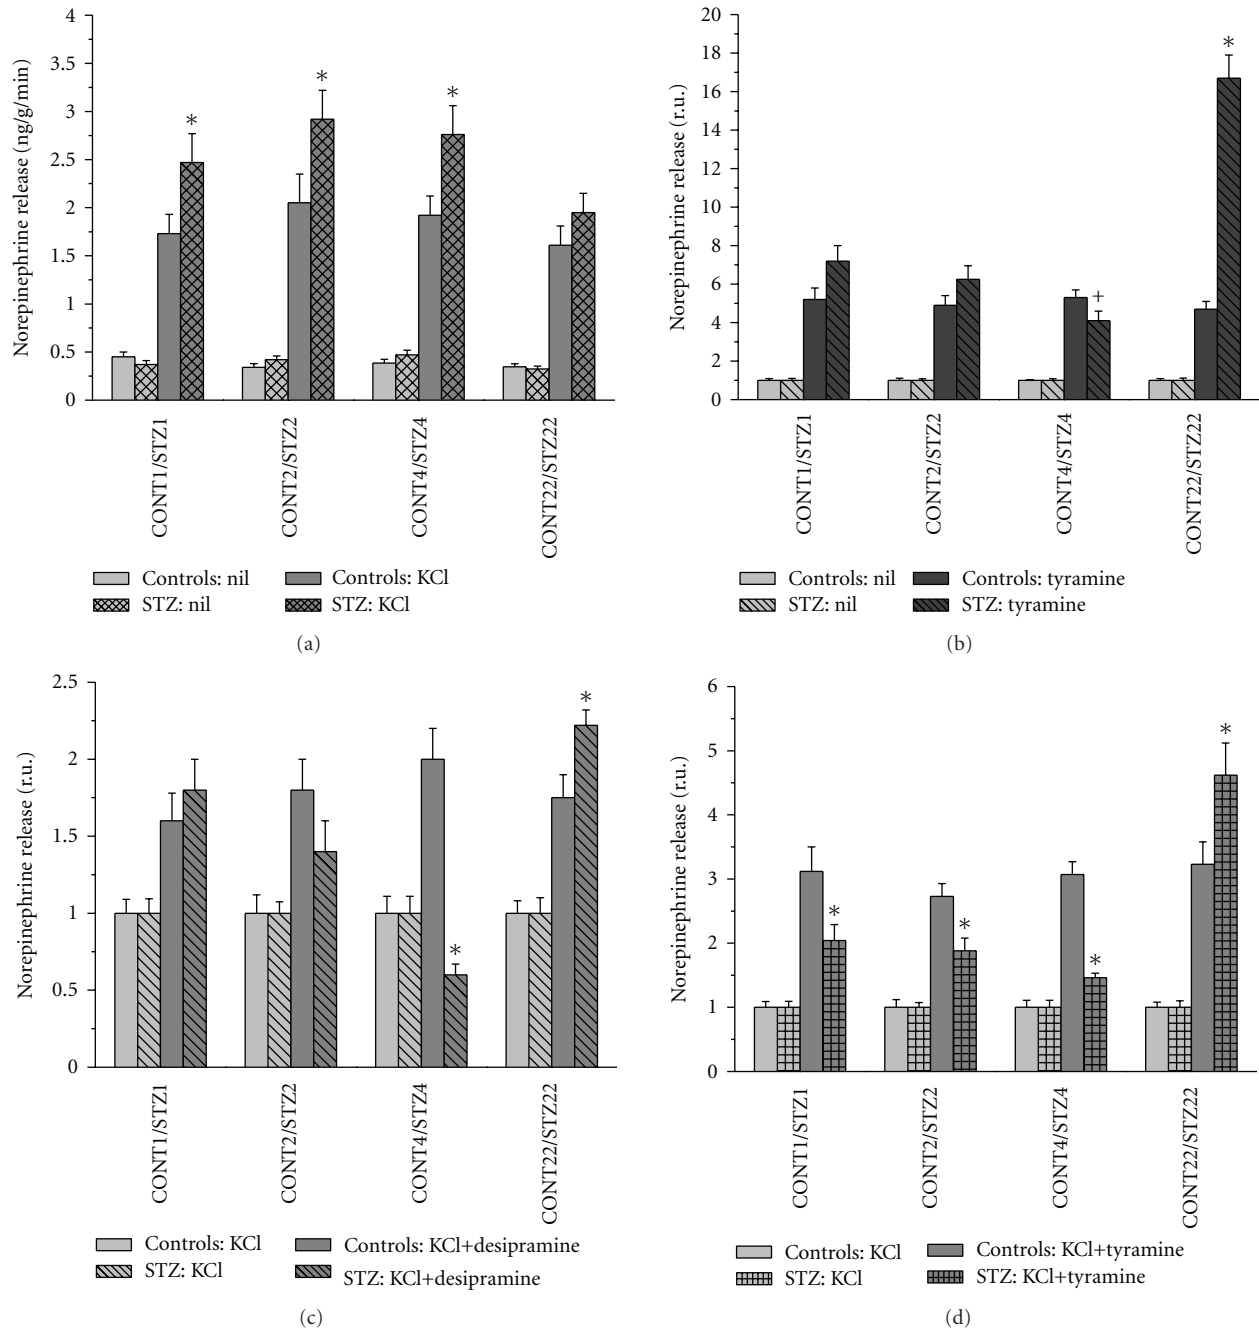 4
3.5
3
2.5
2
1.5
1
0.5
0
Norepinephrine release (ng/g/min)
*
*
*
CONT1/STZ1
CONT2/STZ2
CONT4/STZ4
CONT22/STZ22
Controls: nil
Controls: KCl
STZ: nil
STZ: KCl
(a)
20
18
16
14
12
10
8
6
4
2
0
Norepinephrine release (r.u.)
+
*
CONT1/STZ1
CONT2/STZ2
CONT4/STZ4
CONT22/STZ22
Controls: nil
Controls: tyramine
STZ: nil
STZ: tyramine
(b)
2.5
2
1.5
1
0.5
0
Norepinephrine release (r.u.)
*
*
CONT1/STZ1
CONT2/STZ2
CONT4/STZ4
CONT22/STZ22
Controls: KCl
Controls: KCl+desipramine
STZ: KCl
STZ: KCl+desipramine
(c)
6
5
4
3
2
1
0
Norepinephrine release (r.u.)
*
*
*
*
CONT1/STZ1
CONT2/STZ2
CONT4/STZ4
CONT22/STZ22
Controls: KCl
Controls: KCl+tyramine
STZ: KCl
STZ: KCl+tyramine
(d)